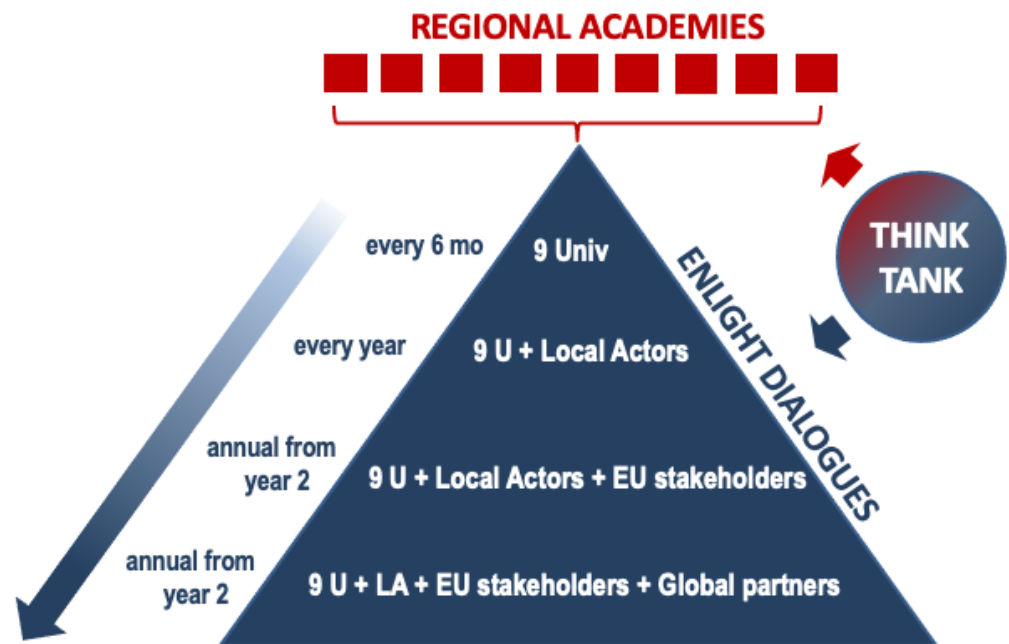 REGIONAL ACADEMIES
THINK
TANK
every 6 mo
9 Univ
ENLIGHT DIALOGUES
every year
9 U + Local Actors
annual from
year 2
9 U + Local Actors + EU stakeholders
annual from
year 2
9 U + LA + EU stakeholders + Global partners